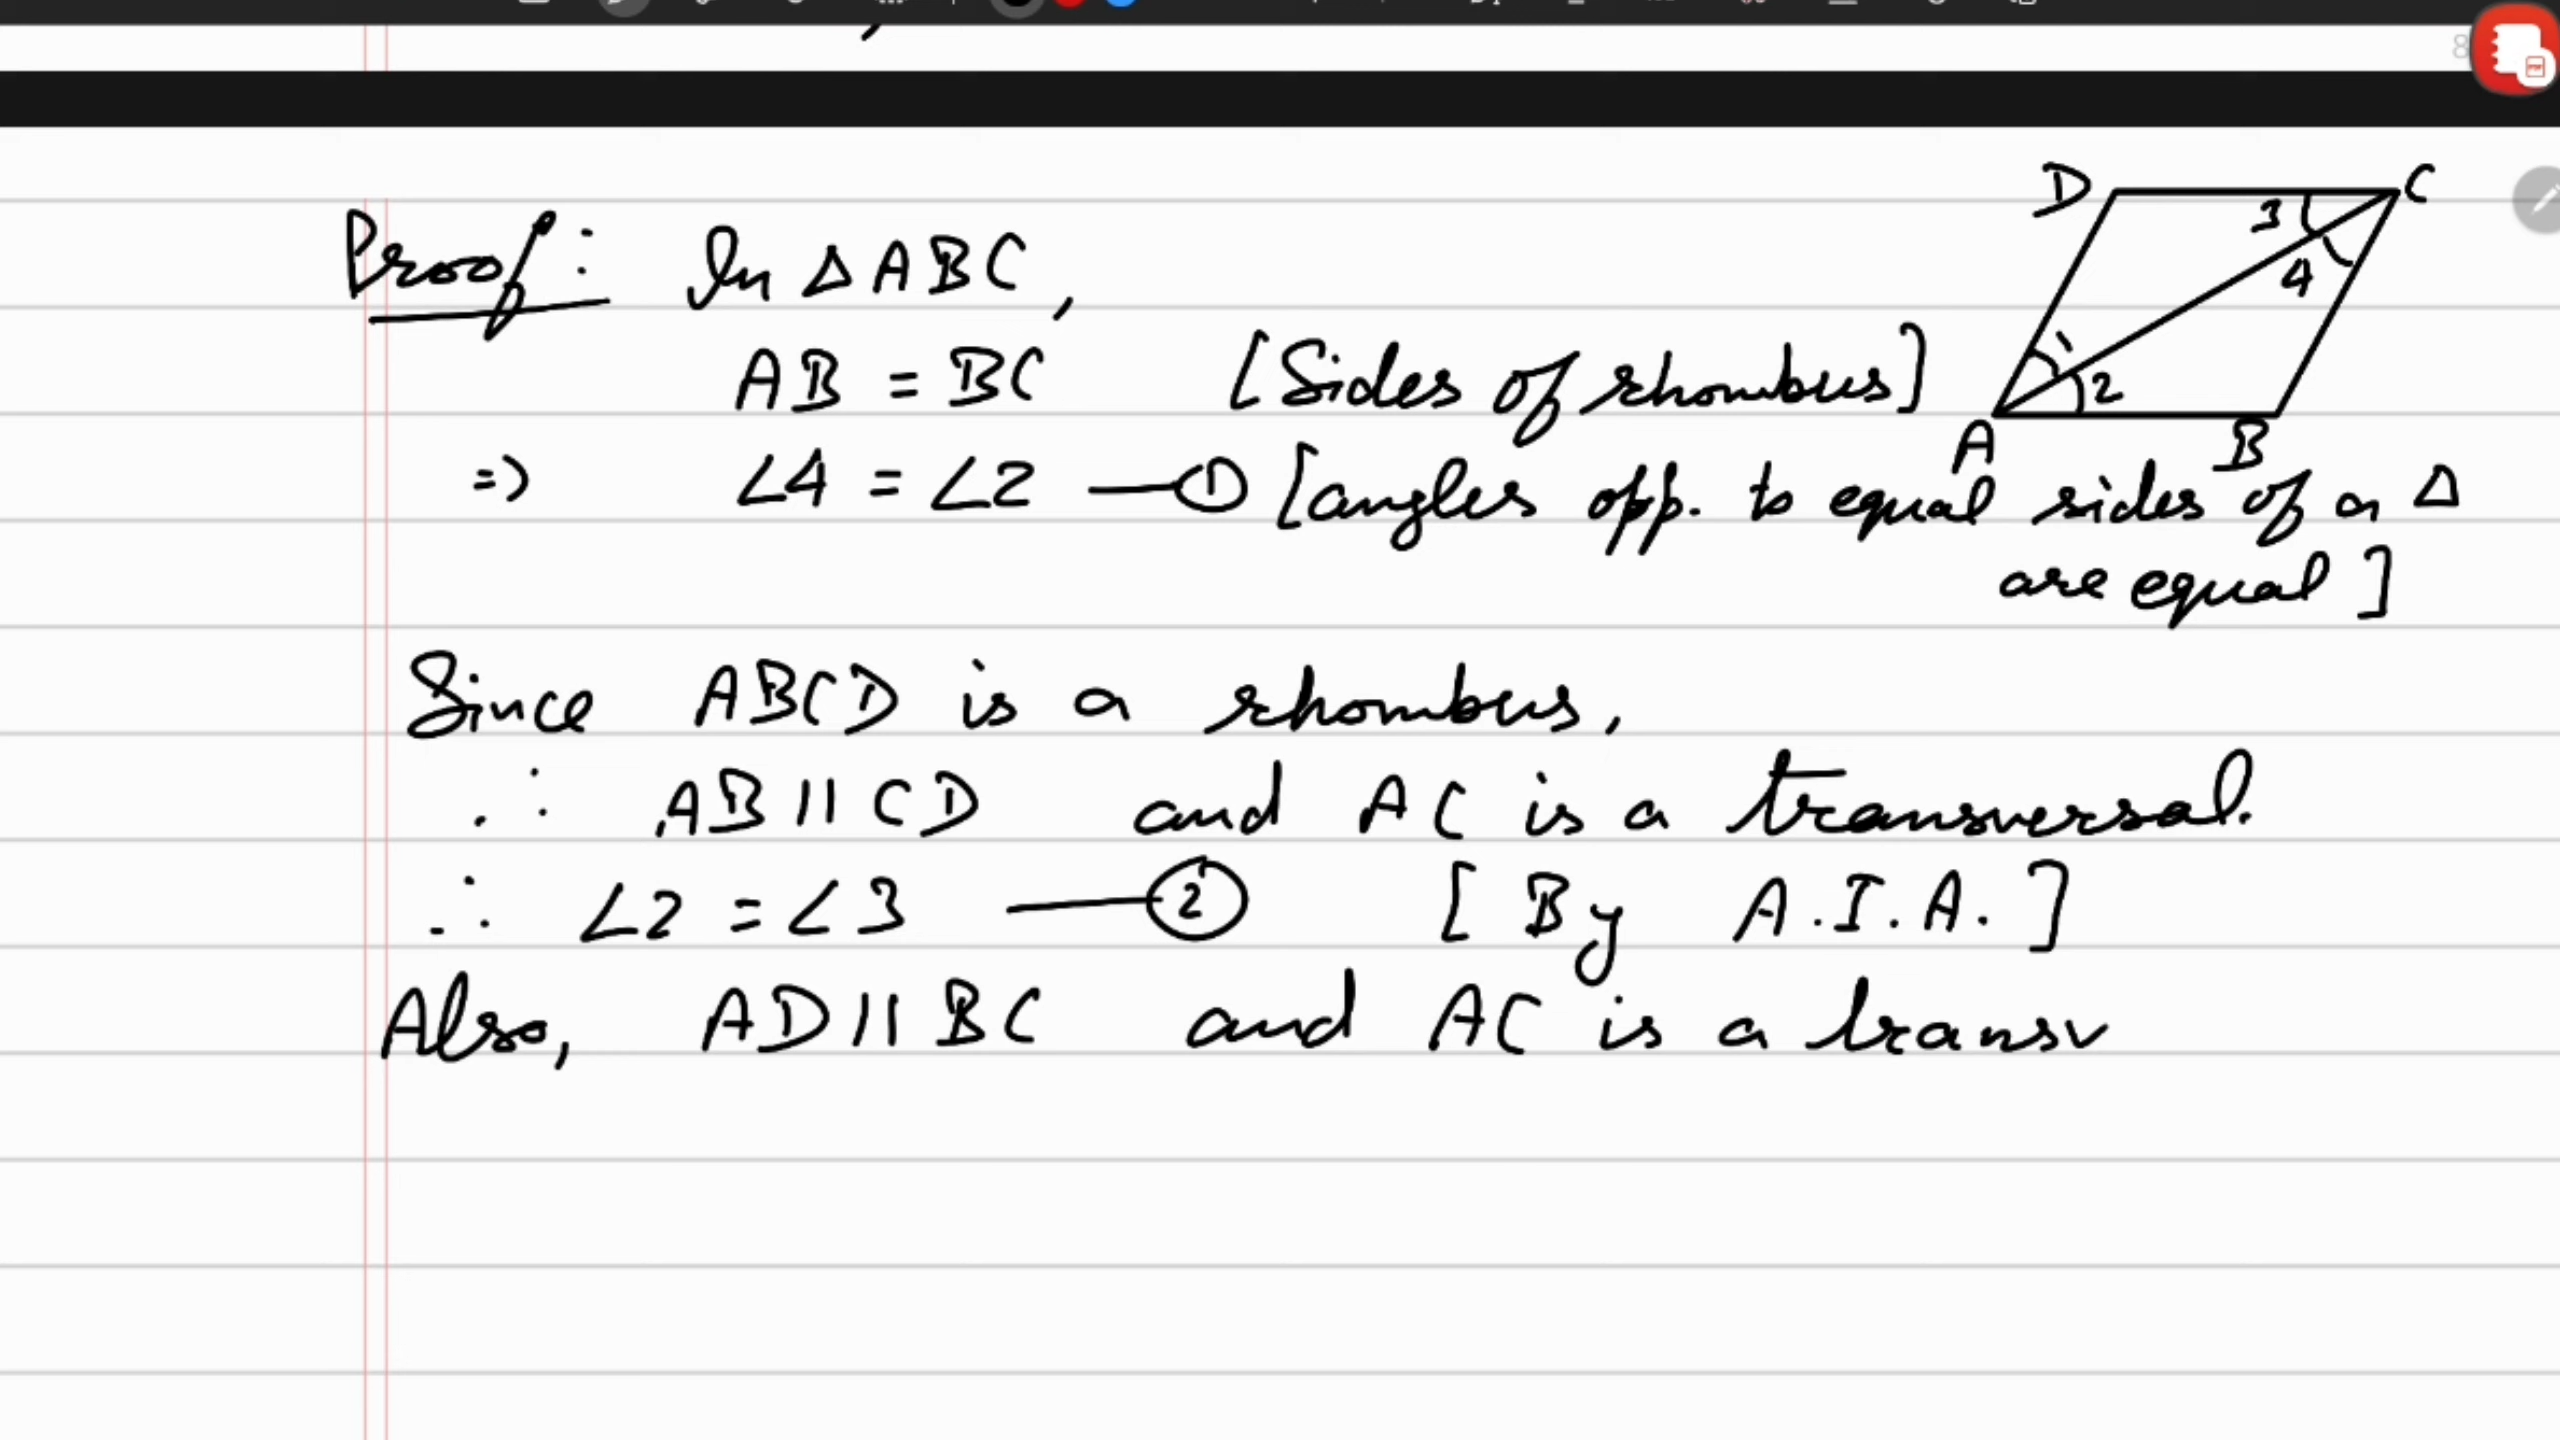 8
D C
3
Proof: In ΔABC,
4
AB = BC [Sides of rhombus]
1
2
A B
=> ∠4 = ∠2 —① [angles opp. to equal sides of a Δ
are equal]
Since ABCD is a rhombus,
∴ AB || CD and AC is a transversal.
∴ ∠2 = ∠3 —② [By A.I.A.]
Also, AD || BC and AC is a transv